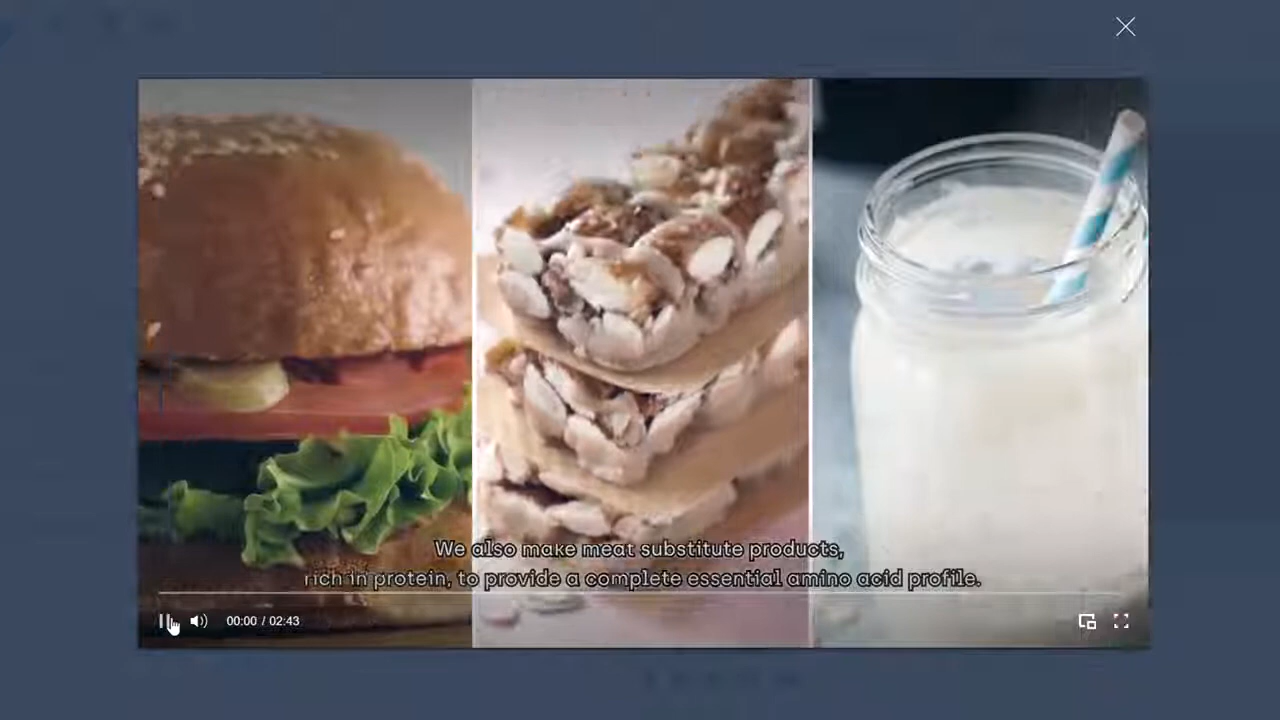 We also make meat substitute products,
rich in protein, to provide a complete essential amino acid profile.
00:00 / 02:43